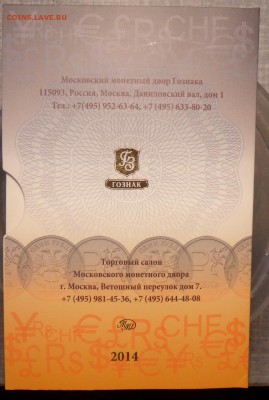 COINS.LAVE.RU
Московский монетный двор Гознака
115093, Россия, Москва, Даниловский вал, дом 1
Тел.: +7(495) 952-63-64, +7 (495) 633-80-20
ГОЗНАК
Торговый салон
Московского монетного двора
г. Москва, Ветошный переулок дом 7.
+7 (495) 981-45-36, +7 (495) 644-48-08
2014